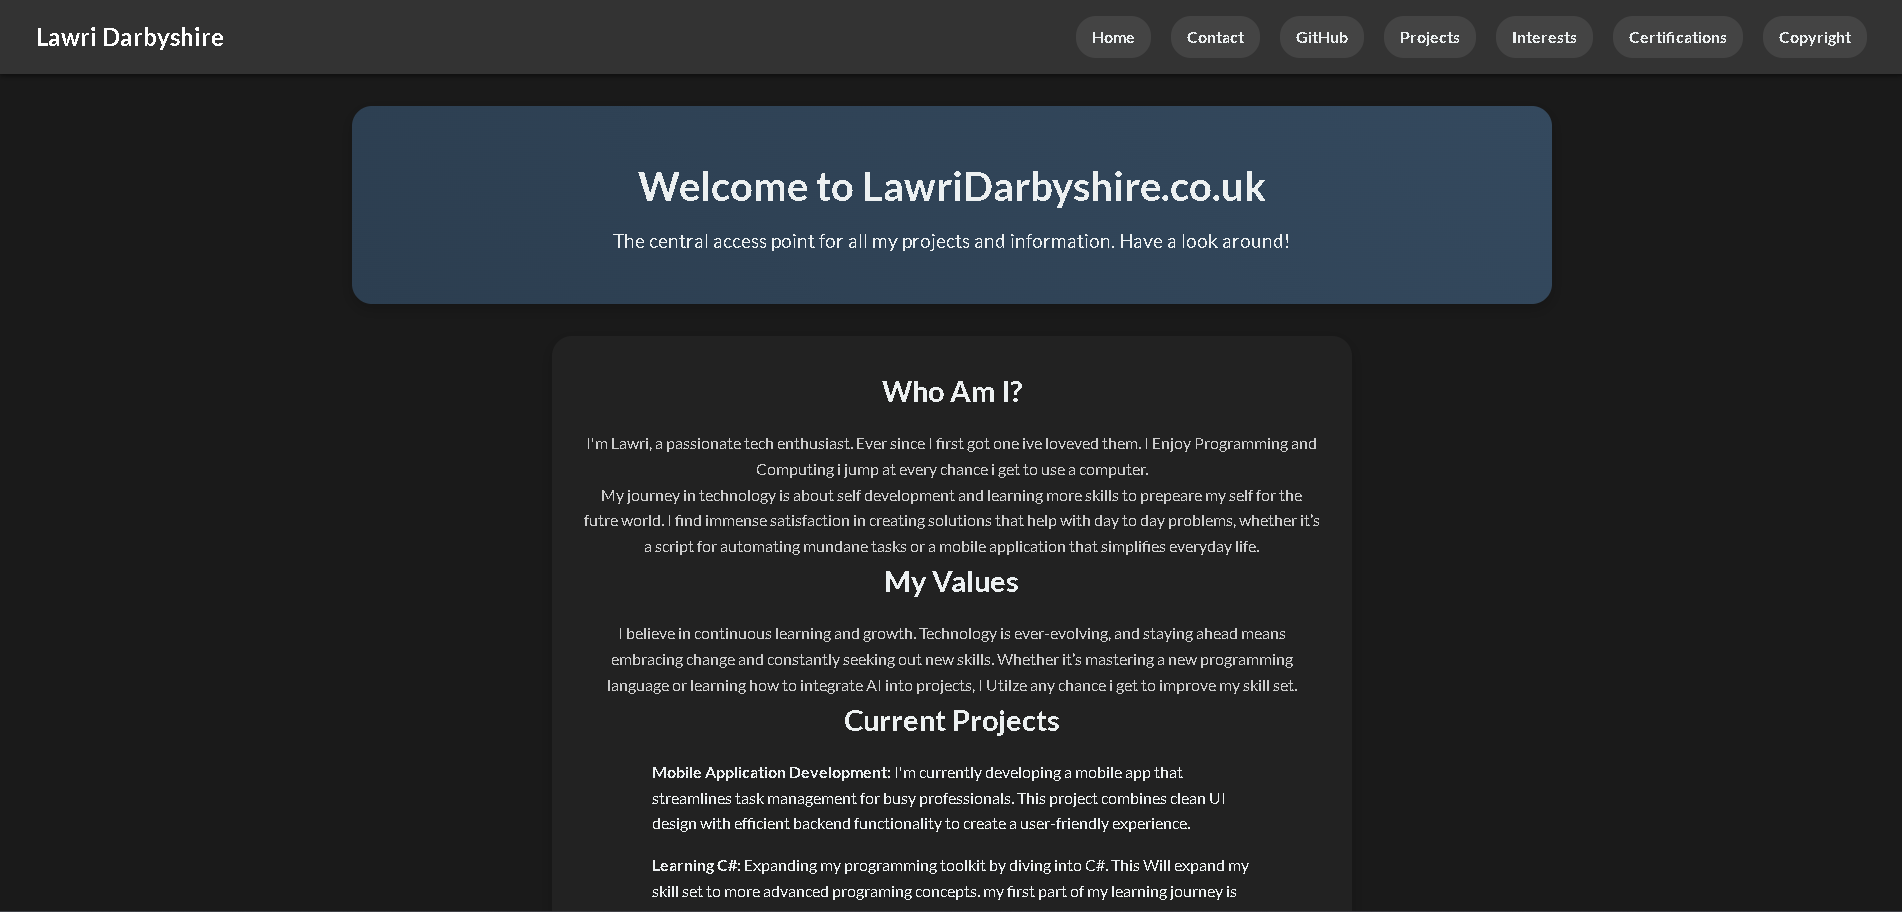 Lawri Darbyshire
Home Contact GitHub Projects Interests Certifications Copyright
Welcome to LawriDarbyshire.co.uk
The central access point for all my projects and information. Have a look around!
Who Am I?
I'm Lawri, a passionate tech enthusiast. Ever since I first got one ive loveved them. I Enjoy Programming and
Computing i jump at every chance i get to use a computer.
My journey in technology is about self development and learning more skills to prepeare my self for the
futre world. I find immense satisfaction in creating solutions that help with day to day problems, whether it’s
a script for automating mundane tasks or a mobile application that simplifies everyday life.
My Values
I believe in continuous learning and growth. Technology is ever-evolving, and staying ahead means
embracing change and constantly seeking out new skills. Whether it’s mastering a new programming
language or learning how to integrate AI into projects, I Utilze any chance i get to improve my skill set.
Current Projects
Mobile Application Development: I'm currently developing a mobile app that
streamlines task management for busy professionals. This project combines clean UI
design with efficient backend functionality to create a user-friendly experience.
Learning C#: Expanding my programming toolkit by diving into C#. This Will expand my
skill set to more advanced programing concepts. my first part of my learning journey is